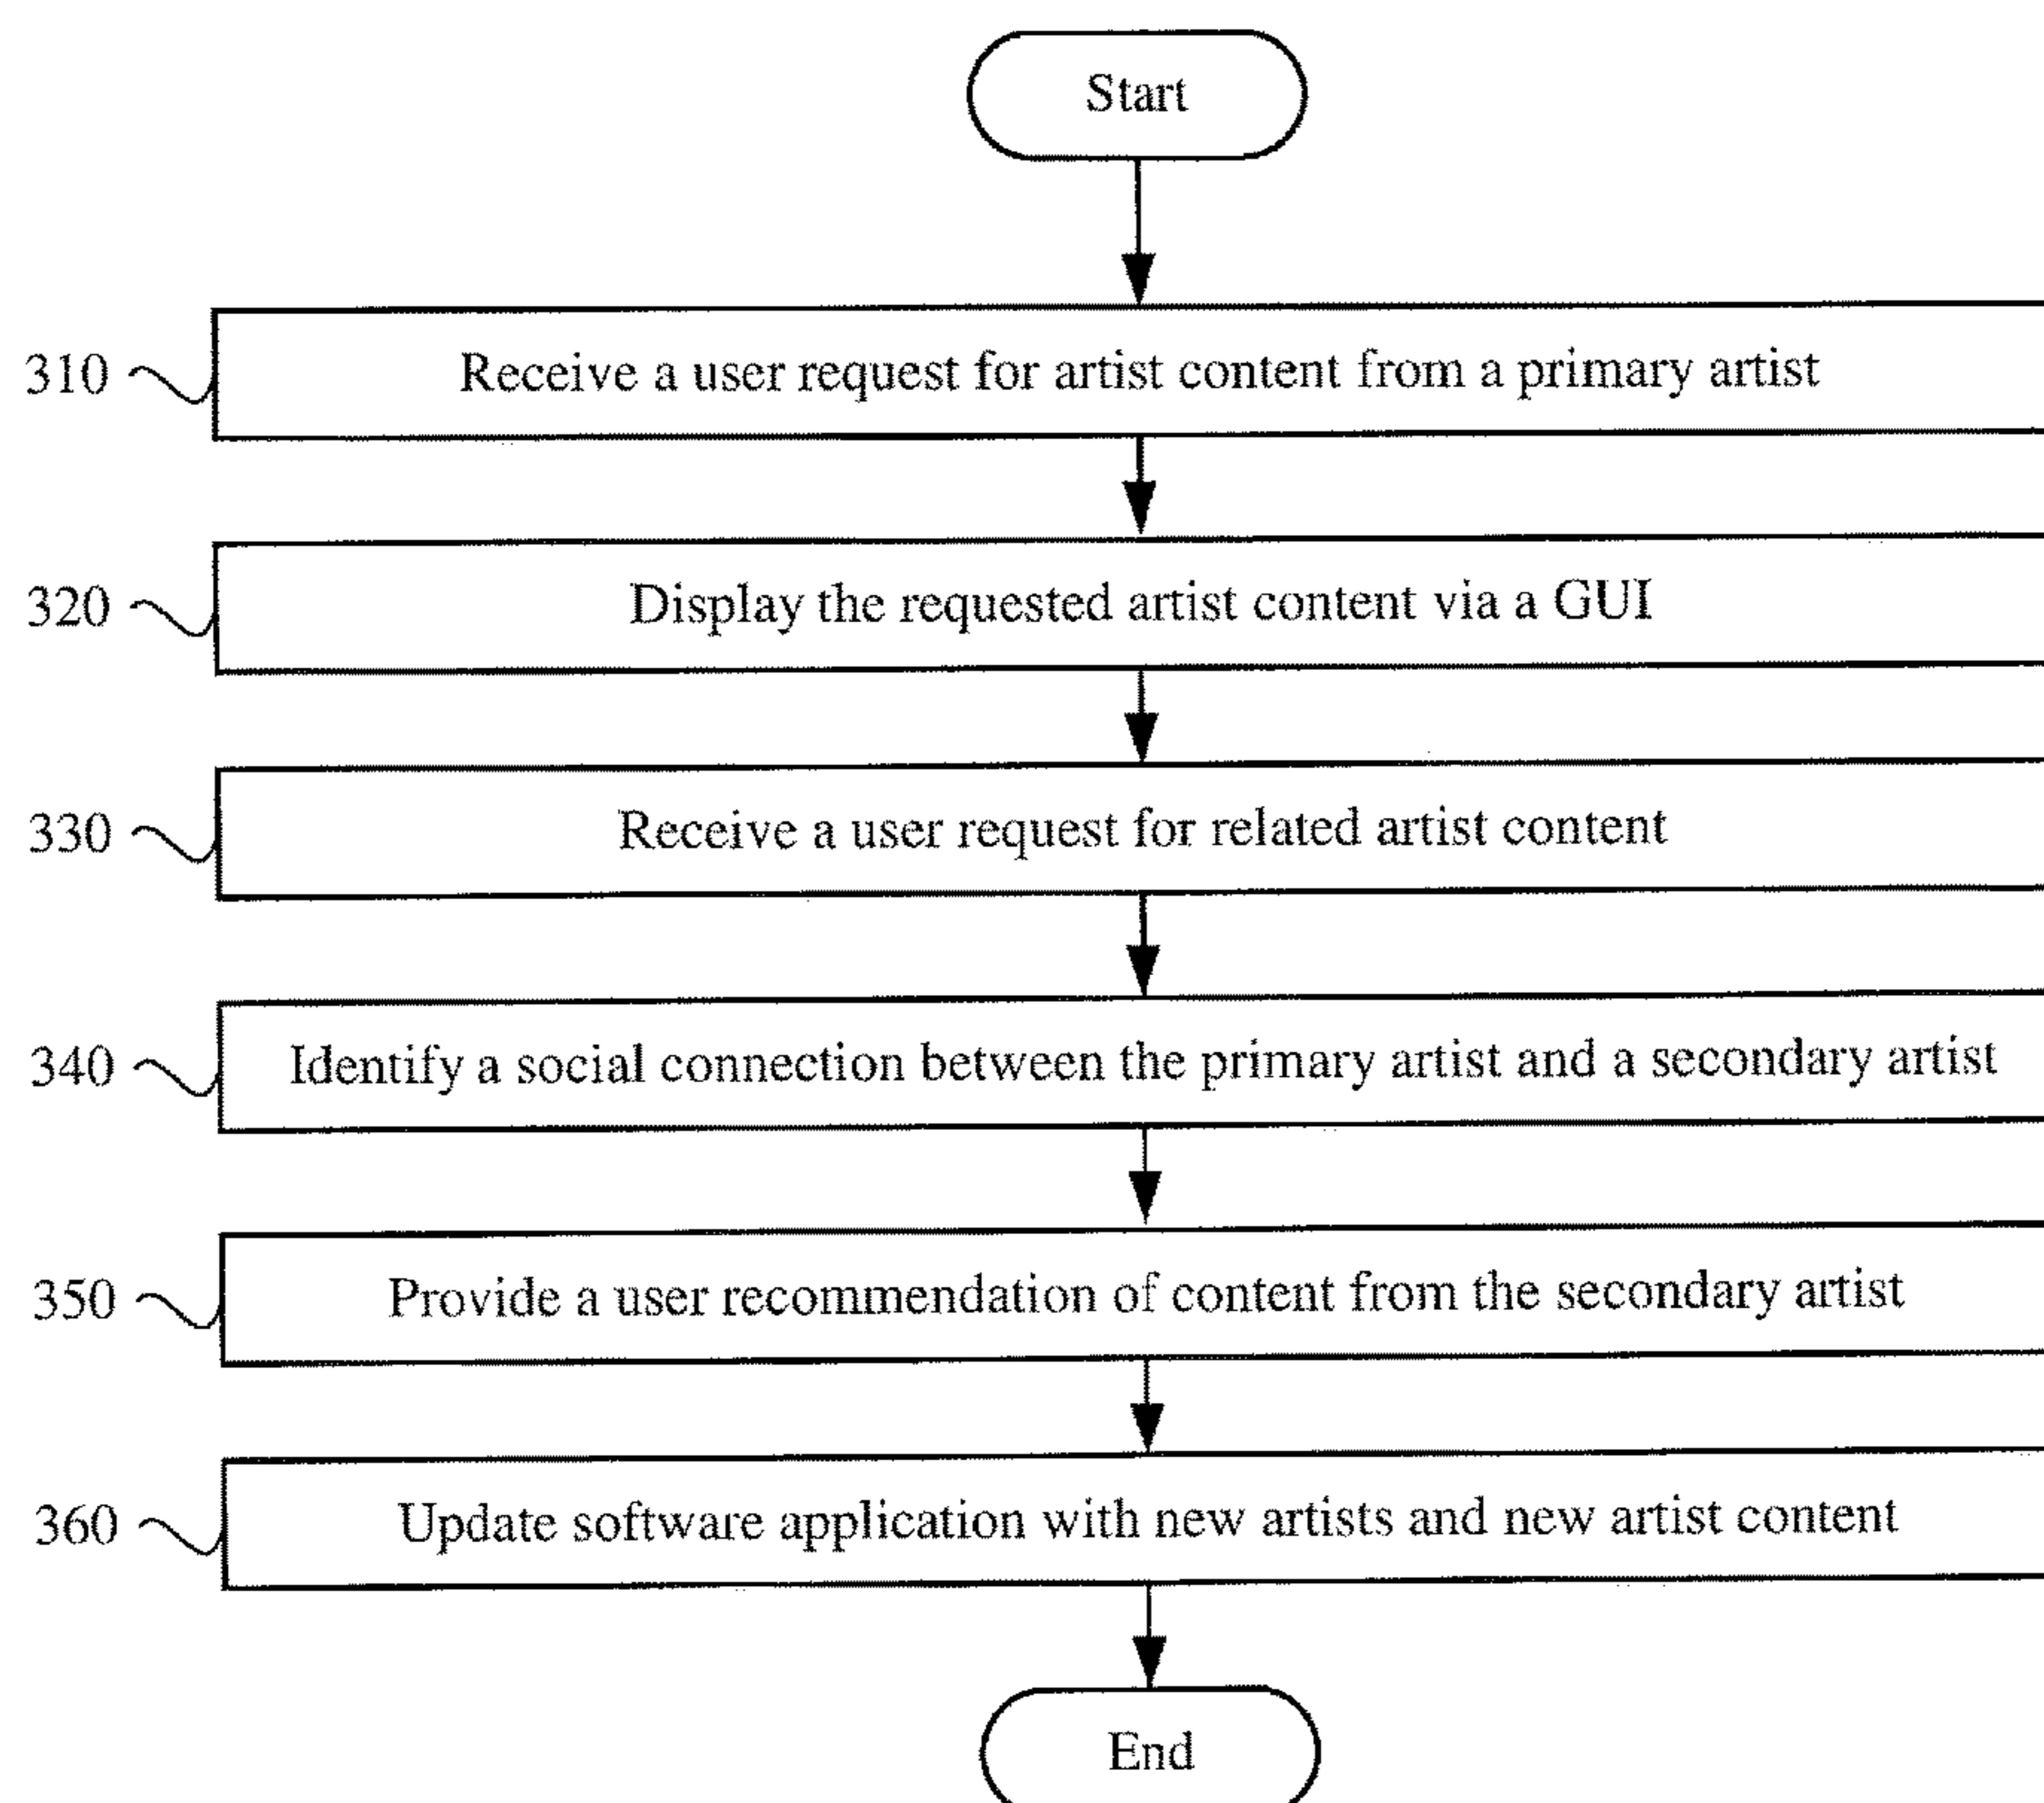 Start
310 Receive a user request for artist content from a primary artist
320 Display the requested artist content via a GUI
330 Receive a user request for related artist content
340 Identify a social connection between the primary artist and a secondary artist
350 Provide a user recommendation of content from the secondary artist
360 Update software application with new artists and new artist content
End